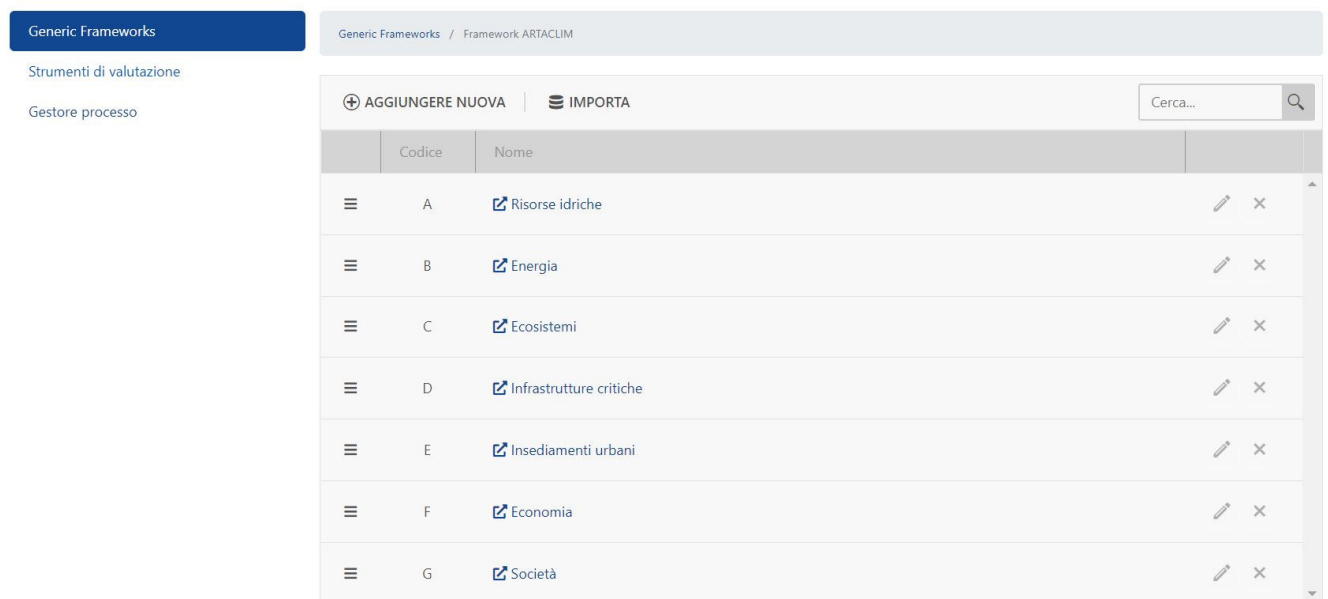 Generic Frameworks
Strumenti di valutazione
Gestore processo
Generic Frameworks / Framework ARTACLIM
AGGIUNGERE NUOVA | IMPORTA
Cerca...
Codice Nome
A Risorse idriche
B Energia
C Ecosistemi
D Infrastrutture critiche
E Insediamenti urbani
F Economia
G Società